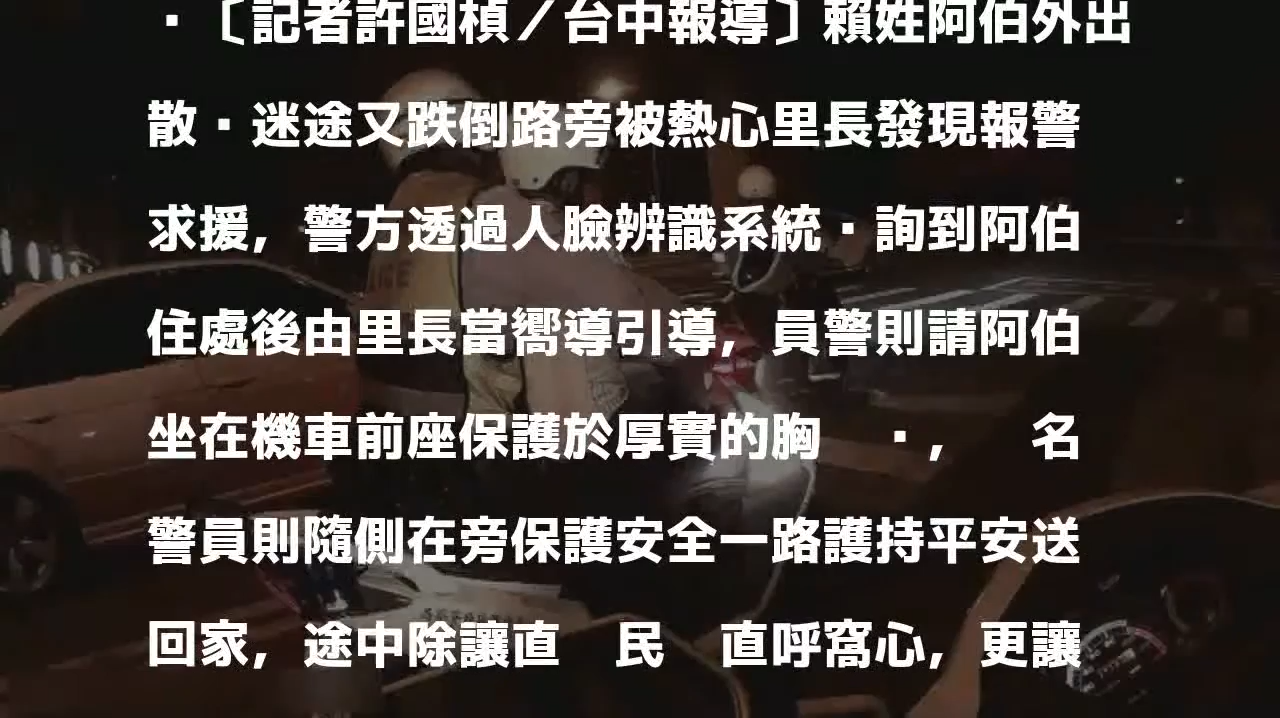 ▪〔記者許國楨／台中報導〕賴姓阿伯外出
散▪迷途又跌倒路旁被熱心里長發現報警
求援，警方透過人臉辨識系統▪詢到阿伯
住處後由里長當嚮導引導，員警則請阿伯
坐在機車前座保護於厚實的胸　▪，　名
警員則隨側在旁保護安全一路護持平安送
回家，途中除讓直　民　直呼窩心，更讓